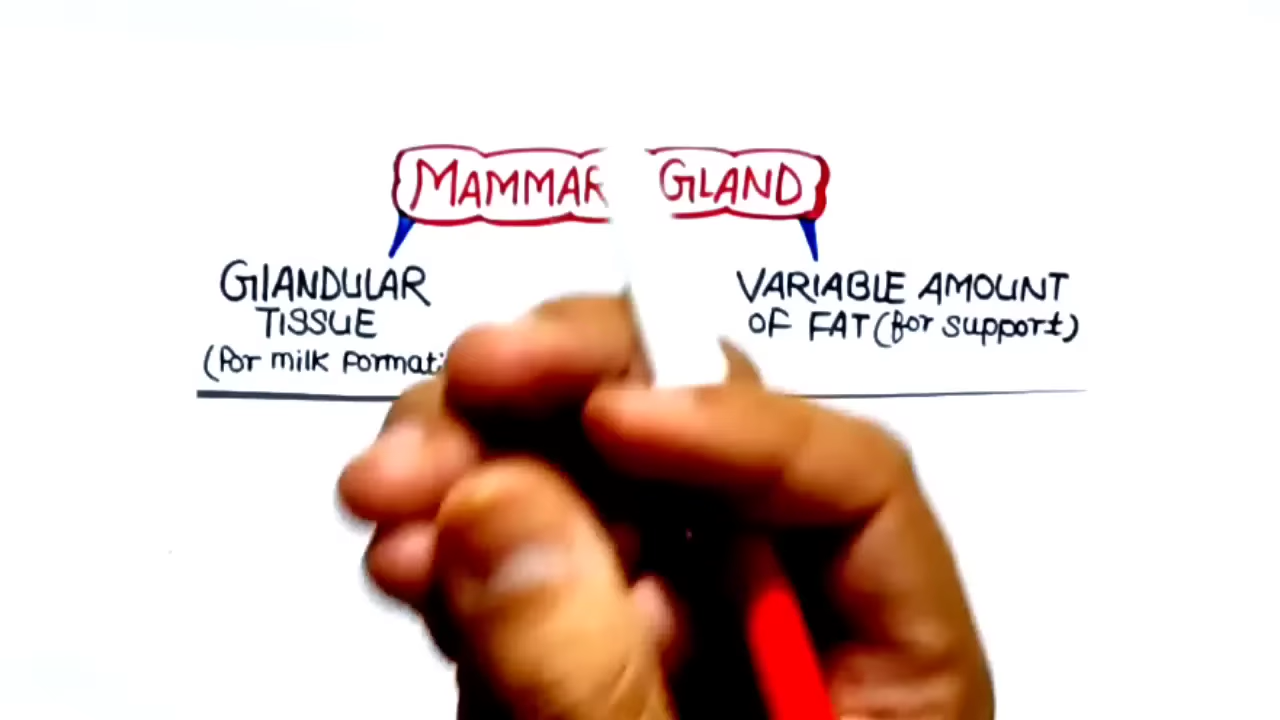 MAMMAR GLAND
GLANDULAR
TISSUE
(for milk formati
VARIABLE AMOUNT
OF FAT (for support)